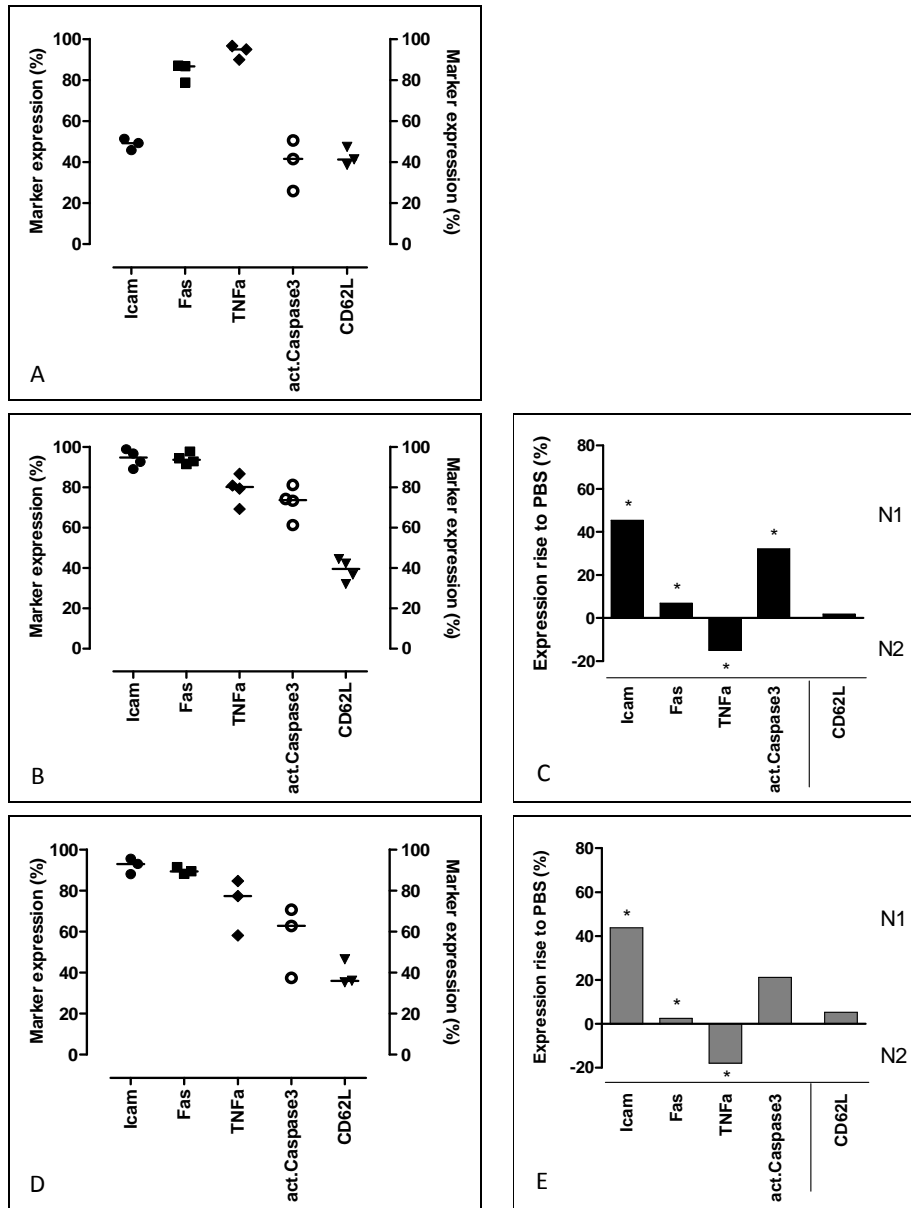 Marker expression (%)
100
80
60
40
20
0
100
80
60
40
20
0
Marker expression (%)
Icam
Fas
TNFa
act.Caspase3
CD62L
A
Marker expression (%)
100
80
60
40
20
0
100
80
60
40
20
0
Marker expression (%)
Icam
Fas
TNFa
act.Caspase3
CD62L
B
Expression rise to PBS (%)
80
60
40
20
0
-20
*
*
*
*
N1
N2
Icam
Fas
TNFa
act.Caspase3
CD62L
C
Marker expression (%)
100
80
60
40
20
0
100
80
60
40
20
0
Marker expression (%)
Icam
Fas
TNFa
act.Caspase3
CD62L
D
Expression rise to PBS (%)
80
60
40
20
0
-20
*
*
*
N1
N2
Icam
Fas
TNFa
act.Caspase3
CD62L
E